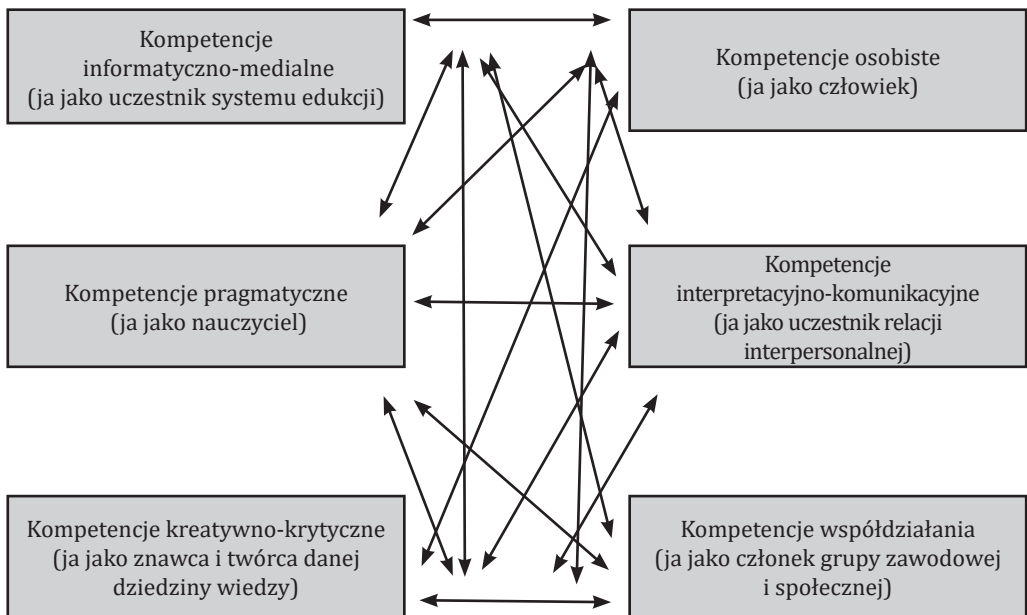 Kompetencje
informatyczno-medialne
(ja jako uczestnik systemu edukcji)
Kompetencje osobiste
(ja jako człowiek)
Kompetencje pragmatyczne
(ja jako nauczyciel)
Kompetencje
interpretacyjno-komunikacyjne
(ja jako uczestnik relacji
interpersonalnej)
Kompetencje kreatywno-krytyczne
(ja jako znawca i twórca danej
dziedziny wiedzy)
Kompetencje współdziałania
(ja jako członek grupy zawodowej
i społecznej)